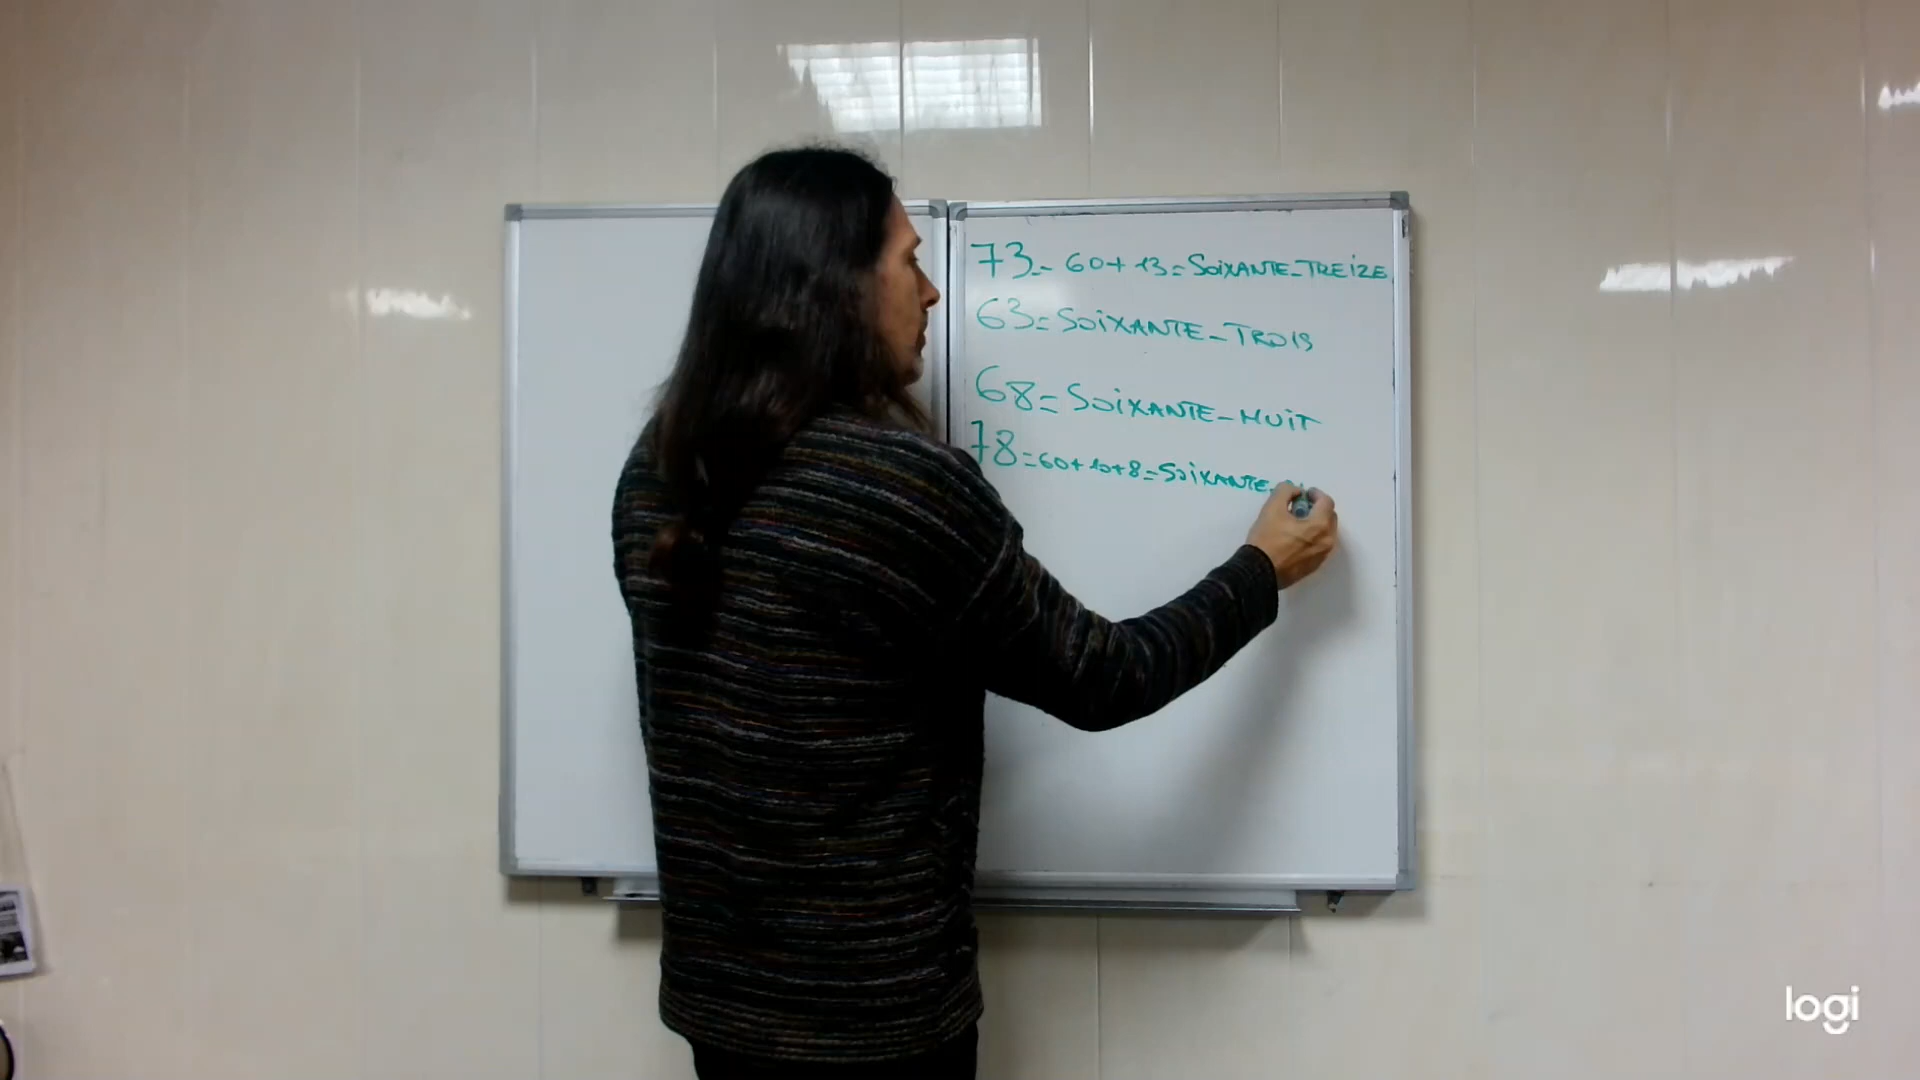 73-60+13=SOiXANTE-TREiZE
63=SOiXANTE-TROIS
68=SOiXANTE-HUiT
78=60+10+8=SOiXANTE-
logi